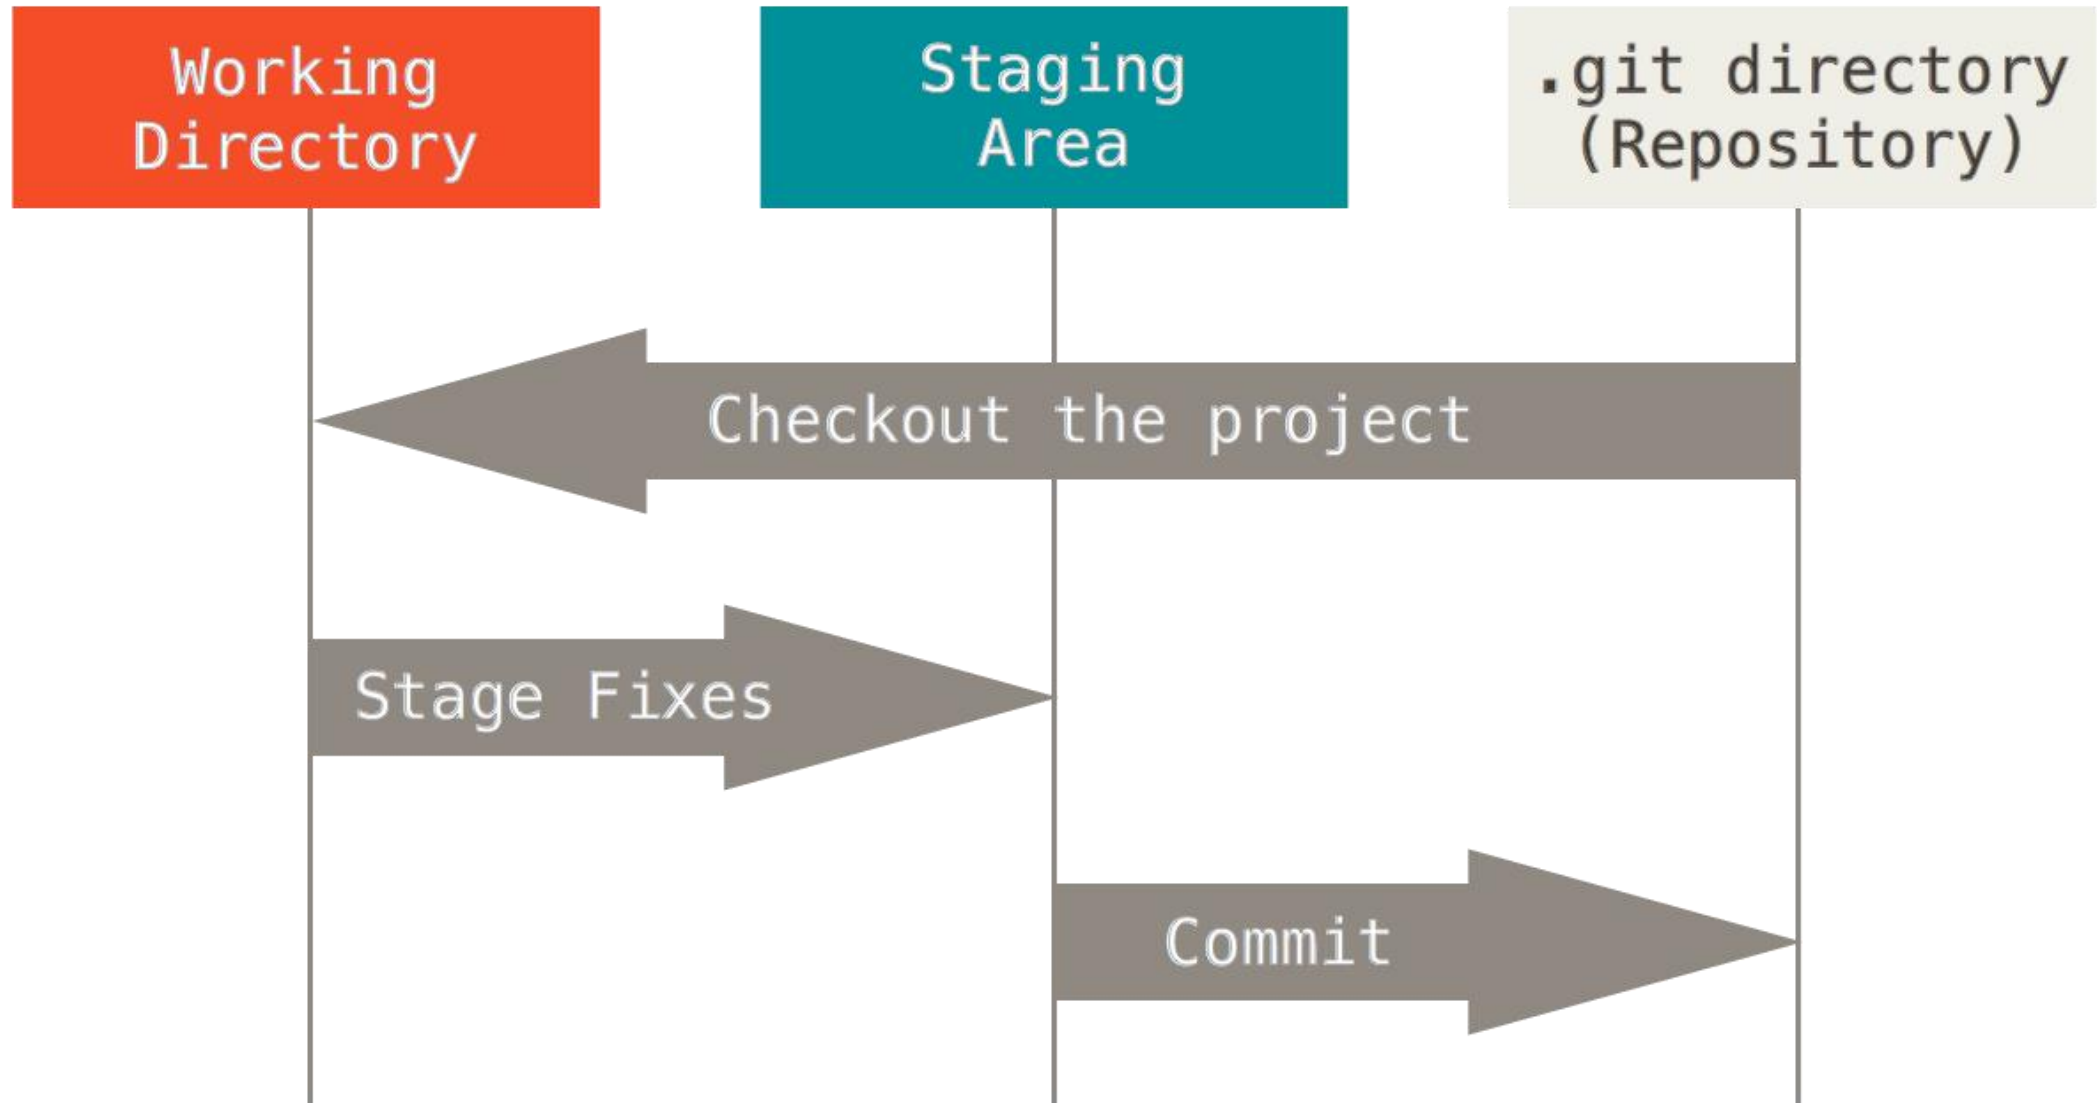 Working
Directory
Staging
Area
.git directory
(Repository)
Checkout the project
Stage Fixes
Commit